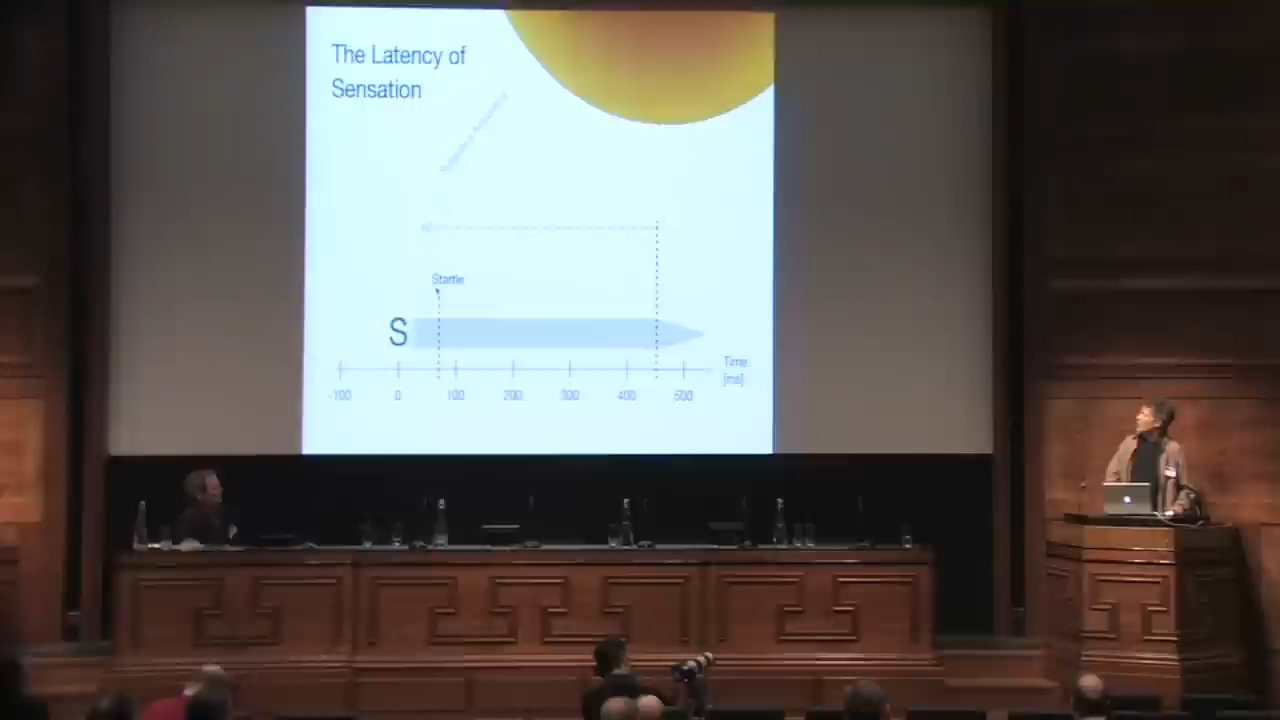 The Latency of
Sensation
Startle
S
Time
[ms]
-100 0 100 200 300 400 500